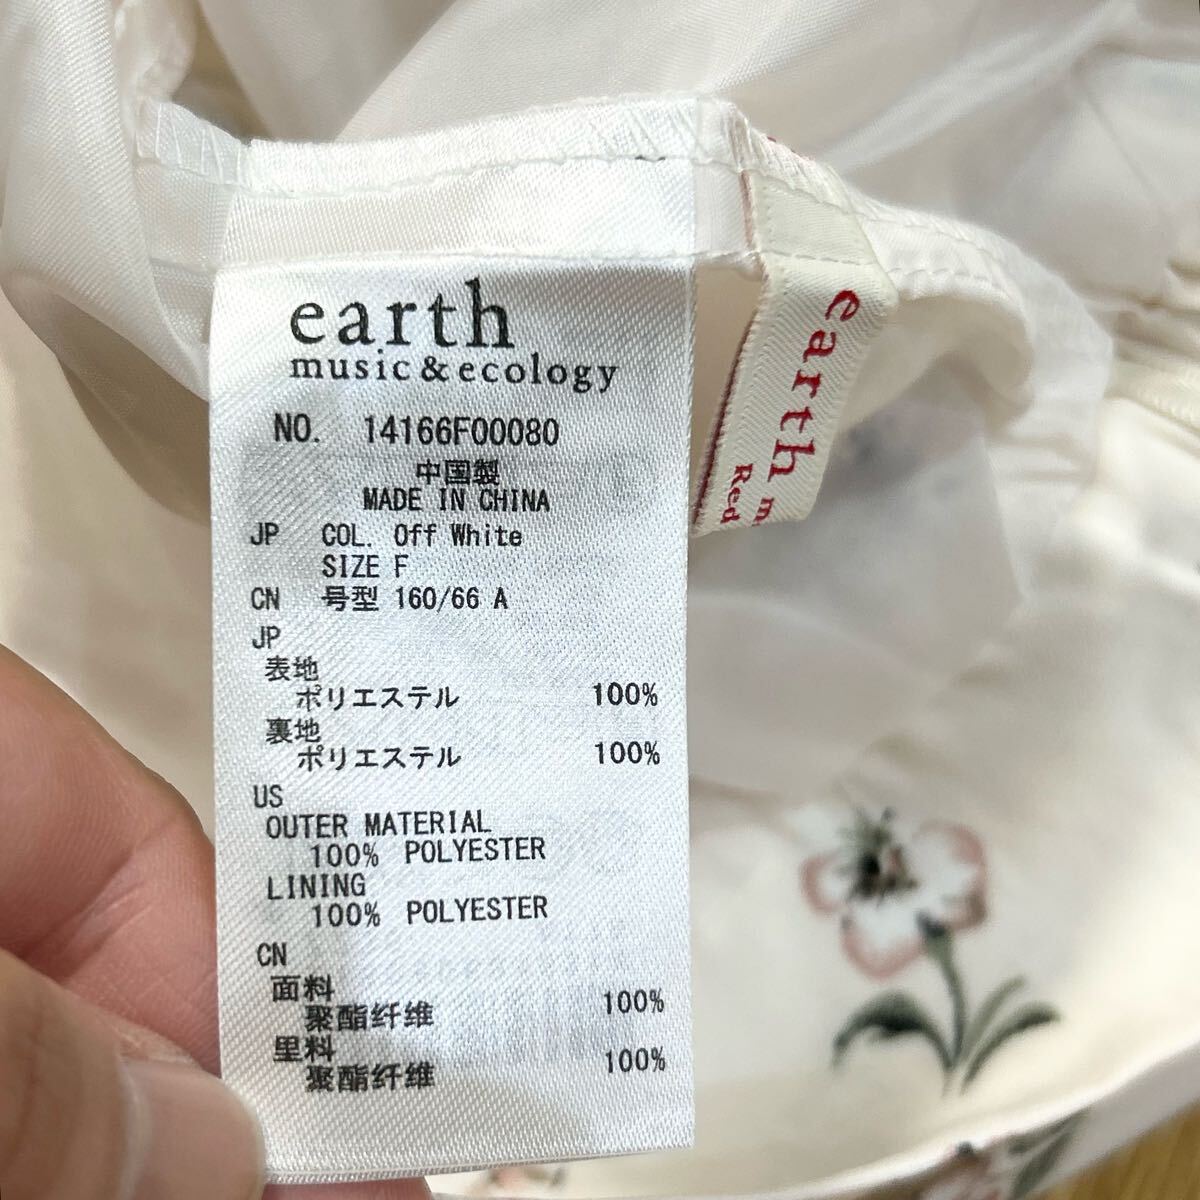 earth
music & ecology
NO. 14166F00080
中国製
MADE IN CHINA
JP COL. Off White
SIZE F
CN 号型 160/66 A
JP
表地
ポリエステル 100%
裏地
ポリエステル 100%
US
OUTER MATERIAL
100% POLYESTER
LINING
100% POLYESTER
CN
面料
聚酯纤维 100%
里料
聚酯纤维 100%
earth
Red